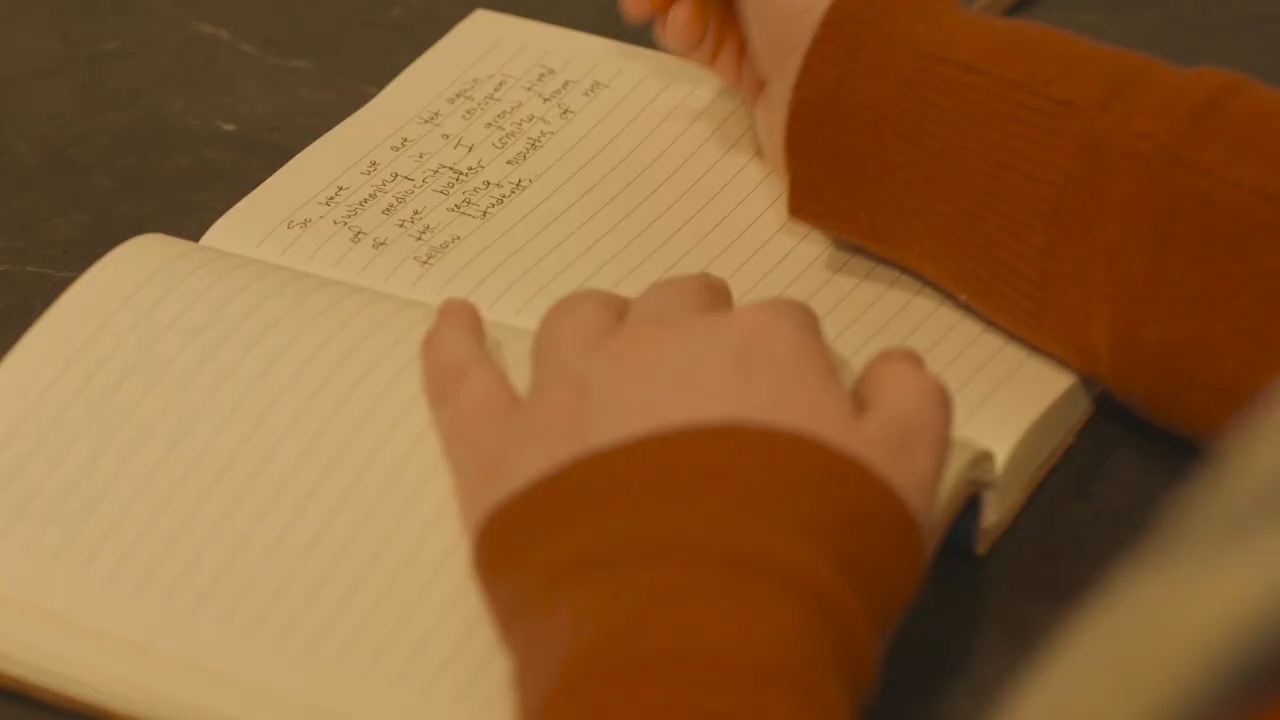 So here we are yet again
swimming in a cesspool
of mediocrity. I grow tired
of the blather coming from
the gaping mouths of my
fellow students.